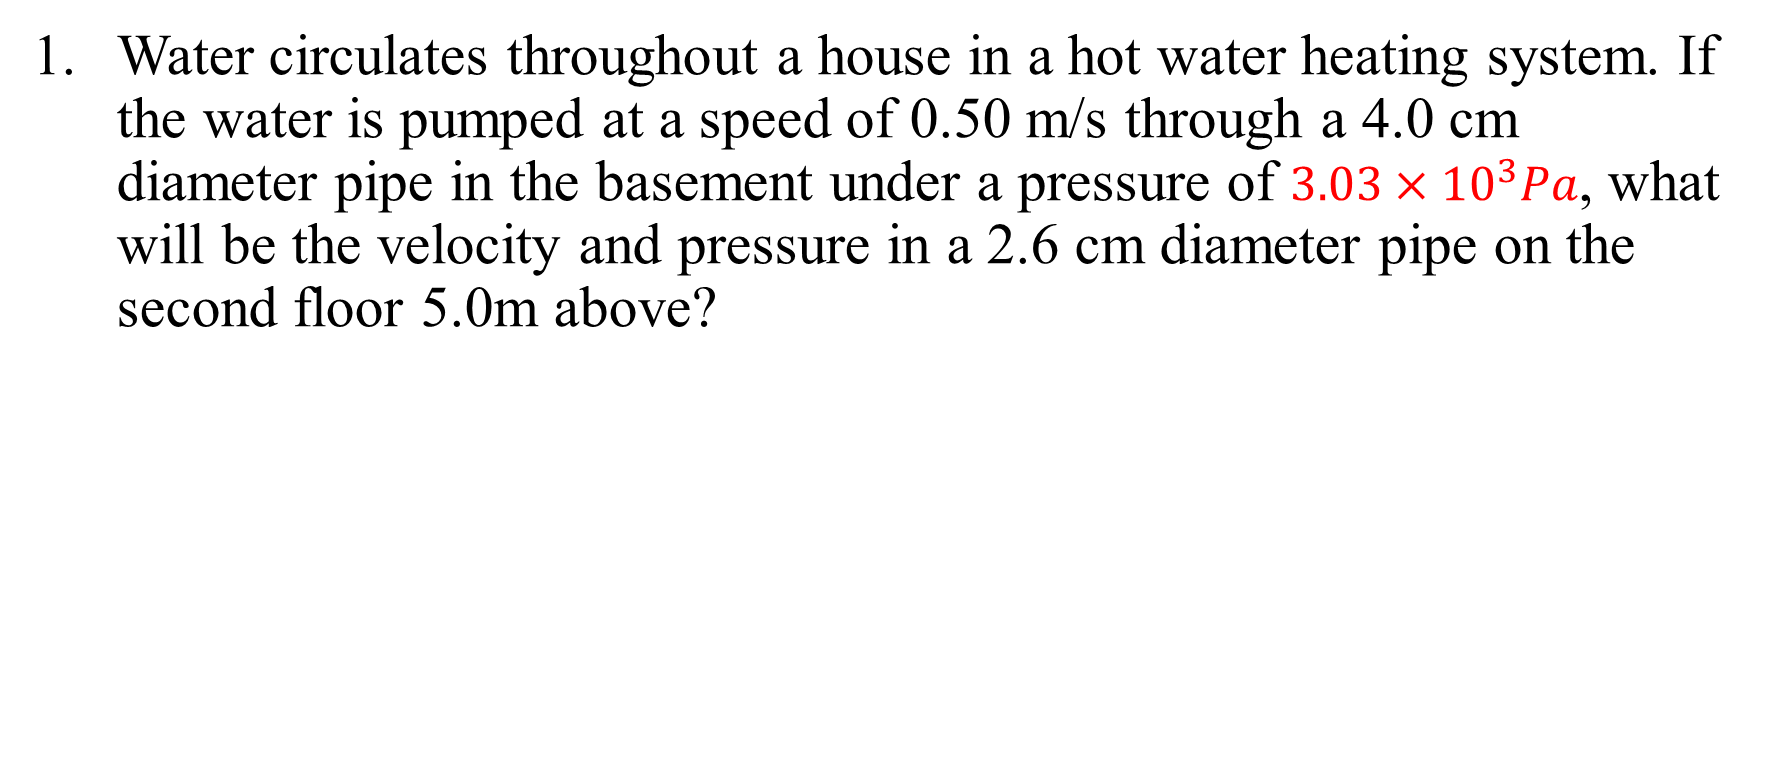 1. Water circulates throughout a house in a hot water heating system. If
the water is pumped at a speed of 0.50 m/s through a 4.0 cm
diameter pipe in the basement under a pressure of 3.03 × 10³Pa, what
will be the velocity and pressure in a 2.6 cm diameter pipe on the
second floor 5.0m above?